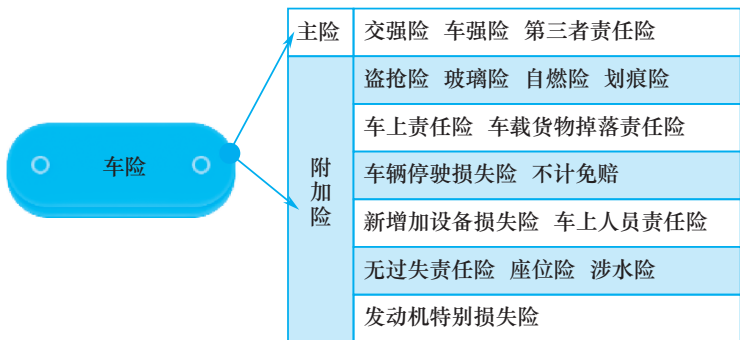 车险
主险
交强险 车强险 第三者责任险
附加险
盗抢险 玻璃险 自燃险 划痕险
车上责任险 车载货物掉落责任险
车辆停驶损失险 不计免赔
新增加设备损失险 车上人员责任险
无过失责任险 座位险 涉水险
发动机特别损失险